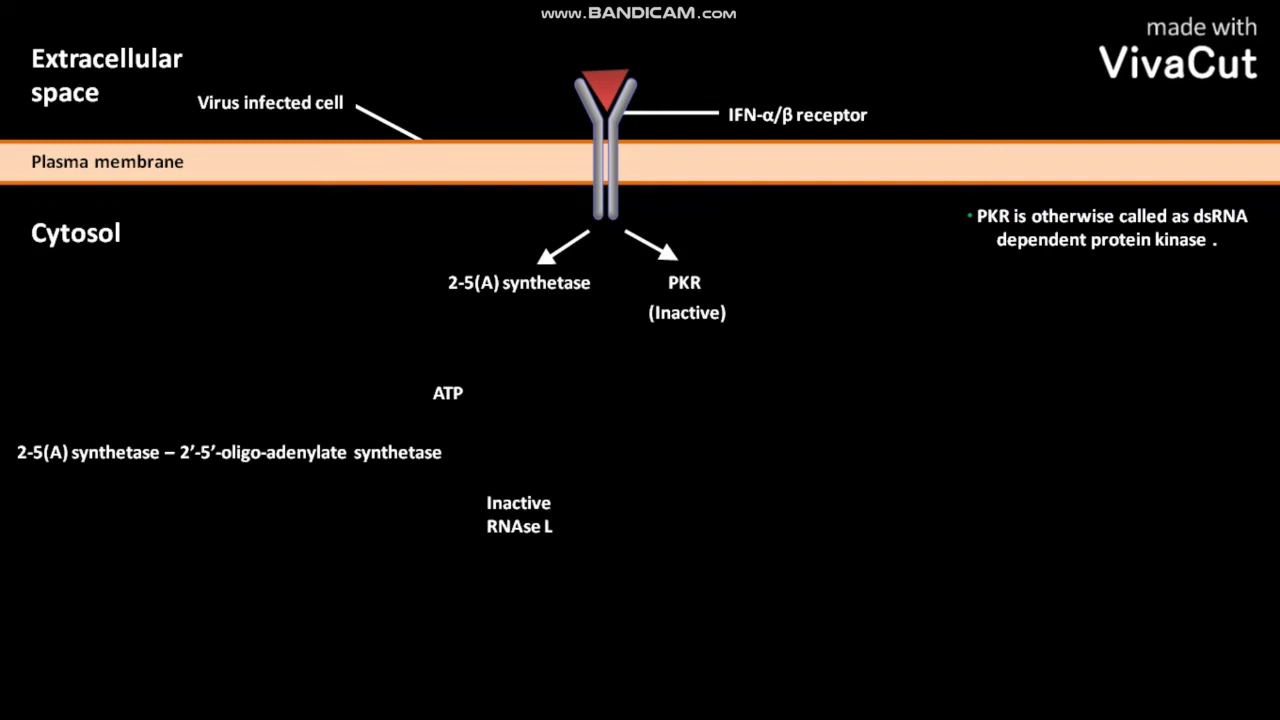 www.BANDICAM.com
made with
VivaCut
Extracellular
space
Virus infected cell
IFN-α/β receptor
Plasma membrane
Cytosol
• PKR is otherwise called as dsRNA
dependent protein kinase .
2-5(A) synthetase
PKR
(Inactive)
ATP
2-5(A) synthetase – 2’-5’-oligo-adenylate synthetase
Inactive
RNAse L